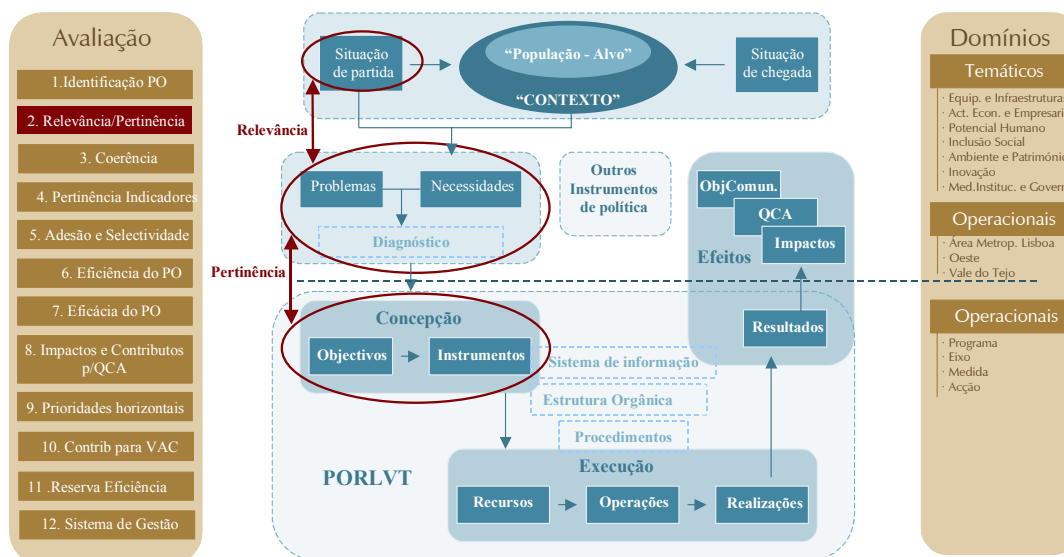 Avaliação
1.Identificação PO
2. Relevância/Pertinência
3. Coerência
4. Pertinência Indicadores
5. Adesão e Selectividade
6. Eficiência do PO
7. Eficácia do PO
8. Impactos e Contributos
p/QCA
9. Prioridades horizontais
10. Contrib para VAC
11 .Reserva Eficiência
12. Sistema de Gestão
Situação
de partida
“População - Alvo”
“CONTEXTO”
Situação
de chegada
Relevância
Problemas
Necessidades
Diagnóstico
Outros
Instrumentos
de política
Pertinência
ObjComun.
QCA
Impactos
Efeitos
Resultados
Concepção
Objectivos
Instrumentos
Sistema de informação
Estrutura Orgânica
Procedimentos
PORLVT
Execução
Recursos
Operações
Realizações
Domínios
Temáticos
· Equip. e Infraestruturas
· Act. Econ. e Empresari
· Potencial Humano
· Inclusão Social
· Ambiente e Patrimóni
· Inovação
· Med.Instituc. e Govern
Operacionais
· Área Metrop. Lisboa
· Oeste
· Vale do Tejo
Operacionais
· Programa
· Eixo
· Medida
· Acção